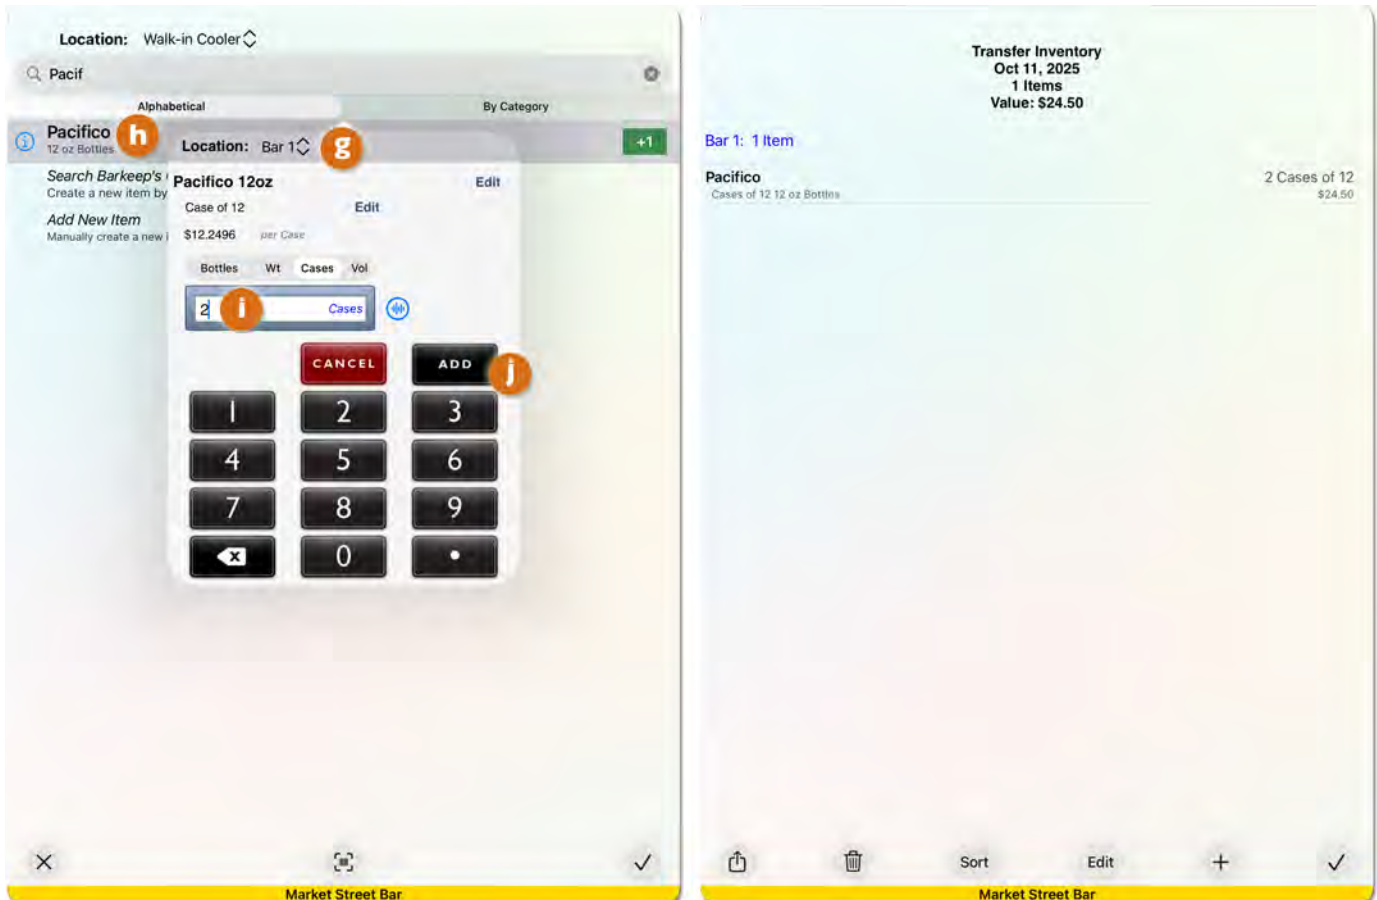 Location: Walk-in Cooler
Pacif
Alphabetical By Category
Pacifico h
12 oz Bottles
+1
Search Barkeep's
Create a new item by
Add New Item
Manually create a new
Location: Bar 1 g
Pacifico 12oz Edit
Case of 12 Edit
$12.2496 per Case
Bottles Wt Cases Vol
2 i Cases
CANCEL ADD j
1 2 3
4 5 6
7 8 9
0 .
Market Street Bar
Transfer Inventory
Oct 11, 2025
1 Items
Value: $24.50
Bar 1: 1 Item
Pacifico 2 Cases of 12
Cases of 12 12 oz Bottles $24.50
Sort Edit
Market Street Bar